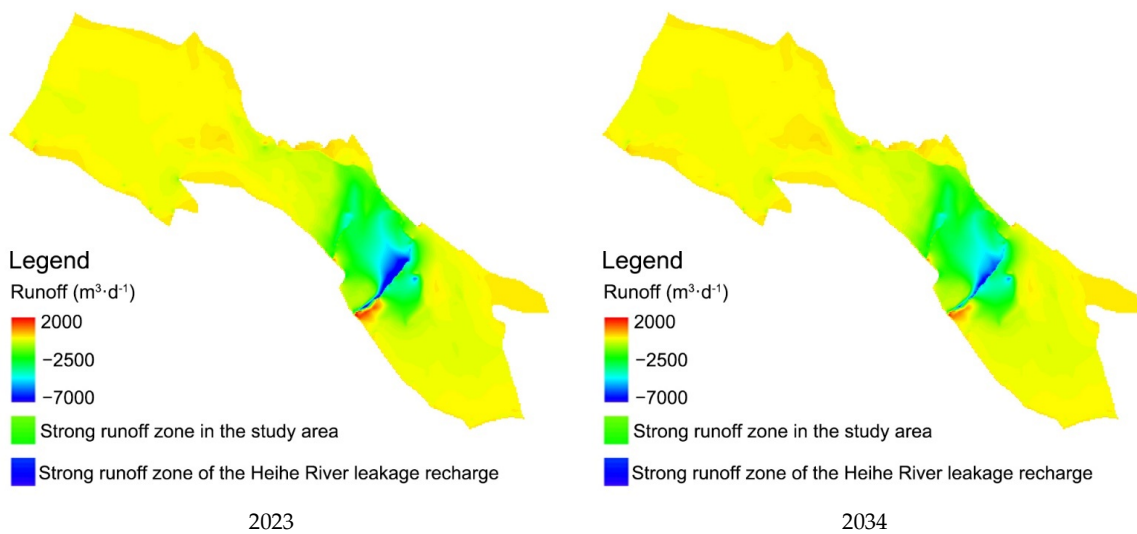 Legend
Runoff (m³·d⁻¹)
2000
−2500
−7000
Strong runoff zone in the study area
Strong runoff zone of the Heihe River leakage recharge
2023
Legend
Runoff (m³·d⁻¹)
2000
−2500
−7000
Strong runoff zone in the study area
Strong runoff zone of the Heihe River leakage recharge
2034